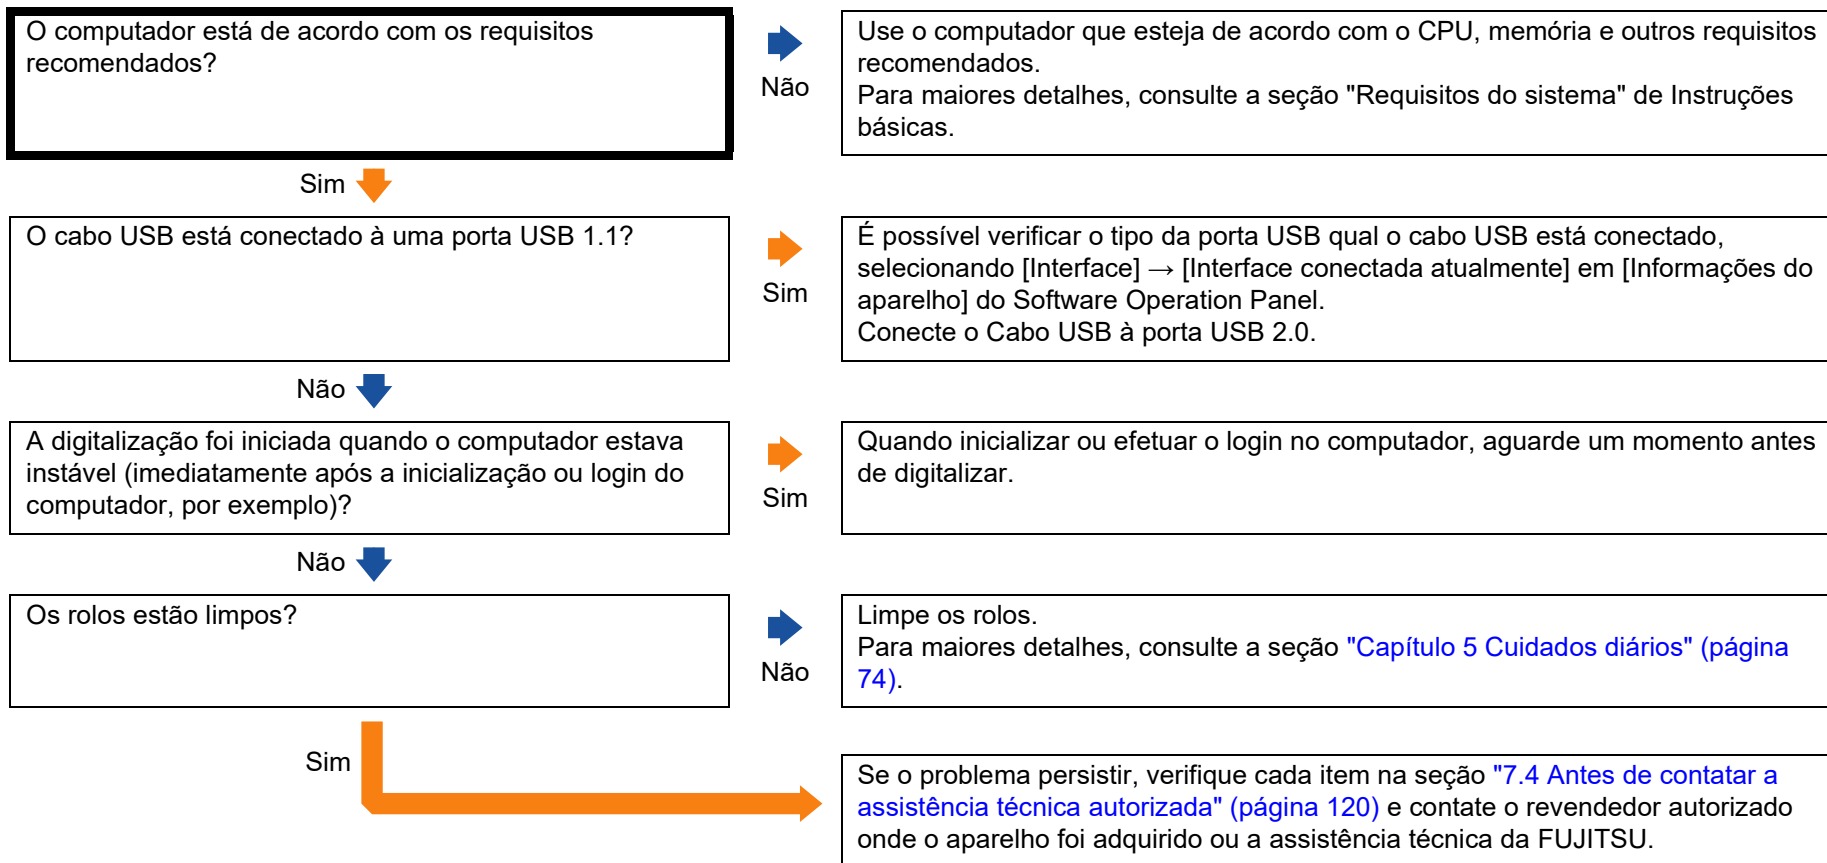 O computador está de acordo com os requisitos
recomendados?
Não
Use o computador que esteja de acordo com o CPU, memória e outros requisitos
recomendados.
Para maiores detalhes, consulte a seção "Requisitos do sistema" de Instruções
básicas.
Sim
O cabo USB está conectado à uma porta USB 1.1?
Sim
É possível verificar o tipo da porta USB qual o cabo USB está conectado,
selecionando [Interface] → [Interface conectada atualmente] em [Informações do
aparelho] do Software Operation Panel.
Conecte o Cabo USB à porta USB 2.0.
Não
A digitalização foi iniciada quando o computador estava
instável (imediatamente após a inicialização ou login do
computador, por exemplo)?
Sim
Quando inicializar ou efetuar o login no computador, aguarde um momento antes
de digitalizar.
Não
Os rolos estão limpos?
Não
Limpe os rolos.
Para maiores detalhes, consulte a seção "Capítulo 5 Cuidados diários" (página
74).
Sim
Se o problema persistir, verifique cada item na seção "7.4 Antes de contatar a
assistência técnica autorizada" (página 120) e contate o revendedor autorizado
onde o aparelho foi adquirido ou a assistência técnica da FUJITSU.